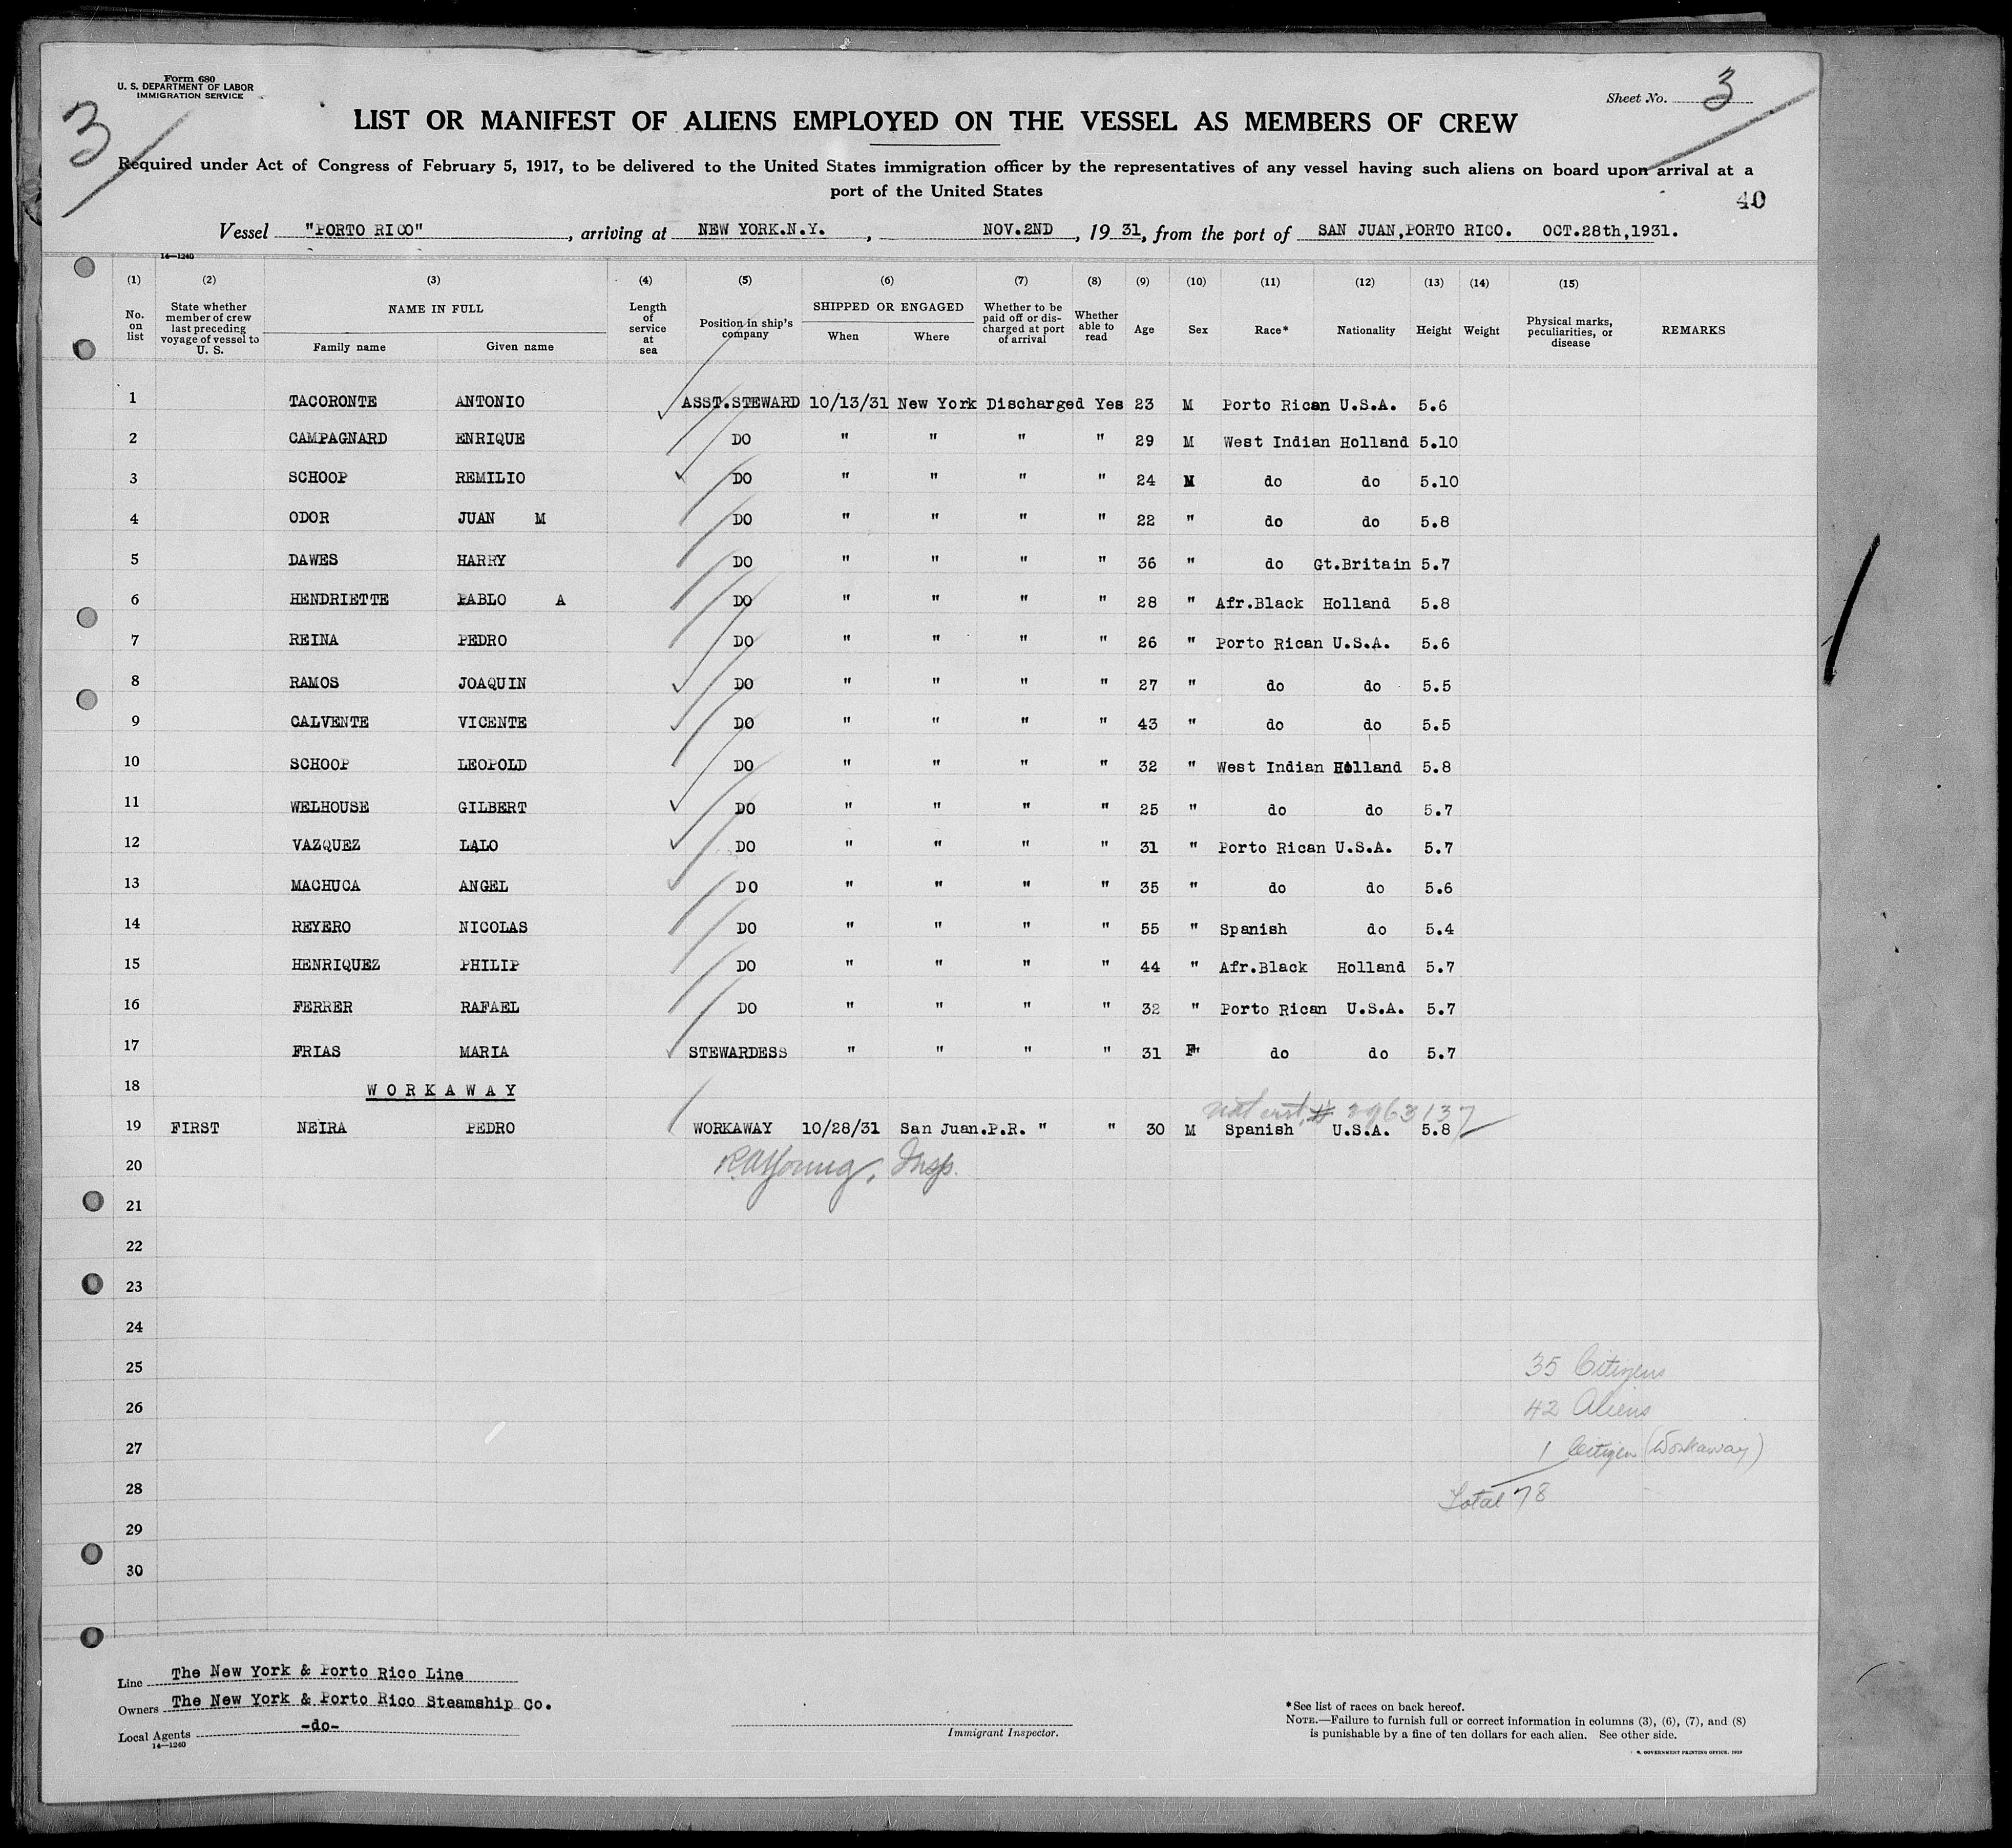 Form 680
U. S. DEPARTMENT OF LABOR
IMMIGRATION SERVICE
3
Sheet No. 3
LIST OR MANIFEST OF ALIENS EMPLOYED ON THE VESSEL AS MEMBERS OF CREW
Required under Act of Congress of February 5, 1917, to be delivered to the United States immigration officer by the representatives of any vessel having such aliens on board upon arrival at a
port of the United States
40
Vessel "PORTO RICO", arriving at NEW YORK.N.Y., NOV.2ND, 1931, from the port of SAN JUAN,PORTO RICO. OCT.28th,1931.
14—1240
(1) (2) (3) (4) (5) (6) (7) (8) (9) (10) (11) (12) (13) (14) (15)
No. on list
State whether member of crew last preceding voyage of vessel to U. S.
NAME IN FULL
Family name Given name
Length of service at sea
Position in ship's company
SHIPPED OR ENGAGED
When Where
Whether to be paid off or discharged at port of arrival
Whether able to read
Age Sex Race* Nationality Height Weight
Physical marks, peculiarities, or disease
REMARKS
1 TACORONTE ANTONIO ASST.STEWARD 10/13/31 New York Discharged Yes 23 M Porto Rican U.S.A. 5.6
2 CAMPAGNARD ENRIQUE DO " " " " 29 M West Indian Holland 5.10
3 SCHOOP REMILIO DO " " " " 24 M do do 5.10
4 ODOR JUAN M DO " " " " 22 " do do 5.8
5 DAWES HARRY DO " " " " 36 " do Gt.Britain 5.7
6 HENDRIETTE PABLO A DO " " " " 28 " Afr.Black Holland 5.8
7 REINA PEDRO DO " " " " 26 " Porto Rican U.S.A. 5.6
8 RAMOS JOAQUIN DO " " " " 27 " do do 5.5
9 CALVENTE VICENTE DO " " " " 43 " do do 5.5
10 SCHOOP LEOPOLD DO " " " " 32 " West Indian Holland 5.8
11 WELHOUSE GILBERT DO " " " " 25 " do do 5.7
12 VAZQUEZ LALO DO " " " " 31 " Porto Rican U.S.A. 5.7
13 MACHUCA ANGEL DO " " " " 35 " do do 5.6
14 REYERO NICOLAS DO " " " " 55 " Spanish do 5.4
15 HENRIQUEZ PHILIP DO " " " " 44 " Afr.Black Holland 5.7
16 FERRER RAFAEL DO " " " " 32 " Porto Rican U.S.A. 5.7
17 FRIAS MARIA STEWARDESS " " " " 31 F do do 5.7
18 WORKAWAY
# 2963137
19 FIRST NEIRA PEDRO WORKAWAY 10/28/31 San Juan.P.R. " " 30 M Spanish U.S.A. 5.8
20 Young, Insp.
21
22
23
24
25 35 Citizens
26 42 Aliens
27 1 Citizen (Workaway)
28 Total 78
29
30
Line The New York & Porto Rico Line
Owners The New York & Porto Rico Steamship Co.
Local Agents -do-
14—1240
Immigrant Inspector.
*See list of races on back hereof.
NOTE.—Failure to furnish full or correct information in columns (3), (6), (7), and (8)
is punishable by a fine of ten dollars for each alien. See other side.
GOVERNMENT PRINTING OFFICE. 1929